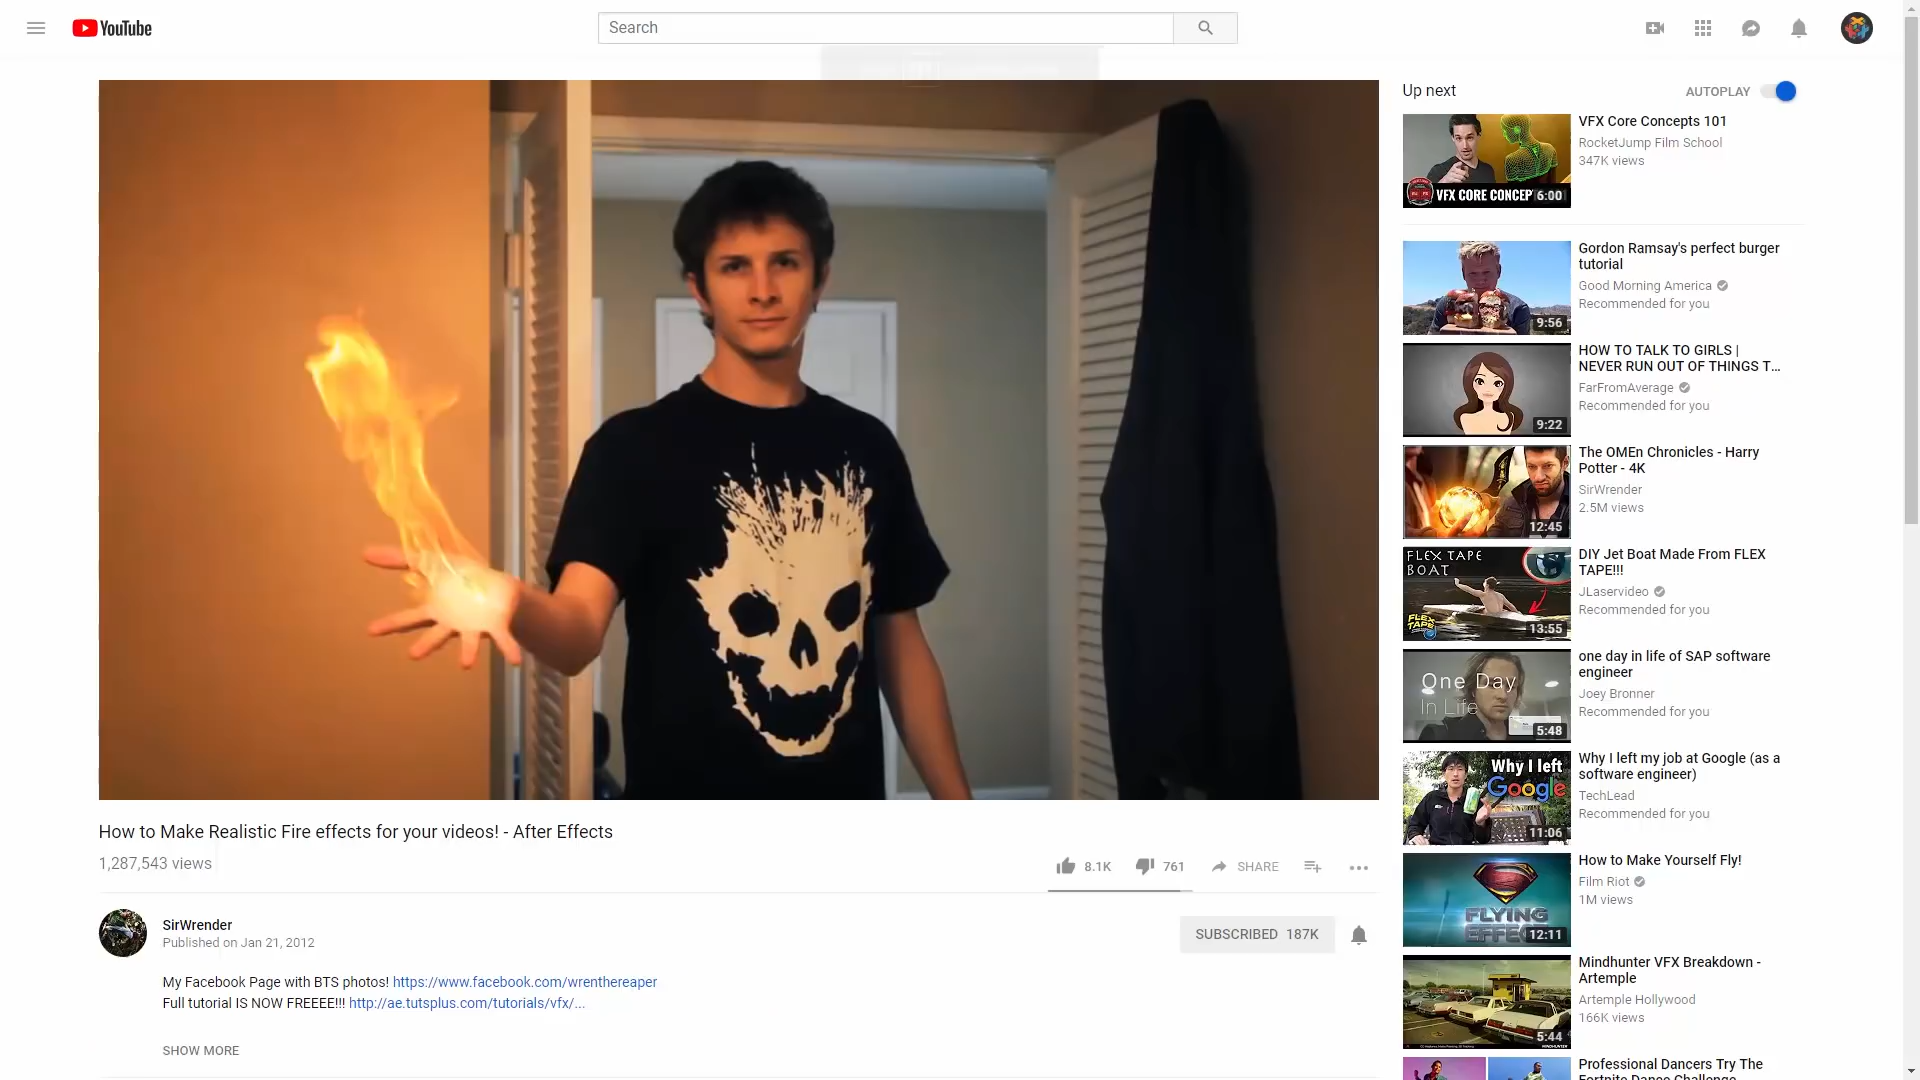 YouTube
Search
Up next
AUTOPLAY
VFX CORE CONCEP
6:00
VFX Core Concepts 101
RocketJump Film School
347K views
9:56
Gordon Ramsay's perfect burger
tutorial
Good Morning America
Recommended for you
9:22
HOW TO TALK TO GIRLS |
NEVER RUN OUT OF THINGS T...
FarFromAverage
Recommended for you
12:45
The OMEn Chronicles - Harry
Potter - 4K
SirWrender
2.5M views
FLEX TAPE
BOAT
FLEX
TAPE
13:55
DIY Jet Boat Made From FLEX
TAPE!!!
JLaservideo
Recommended for you
One Day
In Life
5:48
one day in life of SAP software
engineer
Joey Bronner
Recommended for you
Why I left
Google
11:06
Why I left my job at Google (as a
software engineer)
TechLead
Recommended for you
FLYING
EFFE
12:11
How to Make Yourself Fly!
Film Riot
1M views
5:44
MINDHUNTER
Mindhunter VFX Breakdown -
Artemple
Artemple Hollywood
166K views
Professional Dancers Try The
Fortnite Dance Challenge
How to Make Realistic Fire effects for your videos! - After Effects
1,287,543 views
8.1K
761
SHARE
SirWrender
Published on Jan 21, 2012
SUBSCRIBED 187K
My Facebook Page with BTS photos! https://www.facebook.com/wrenthereaper
Full tutorial IS NOW FREEEE!!! http://ae.tutsplus.com/tutorials/vfx/...
SHOW MORE